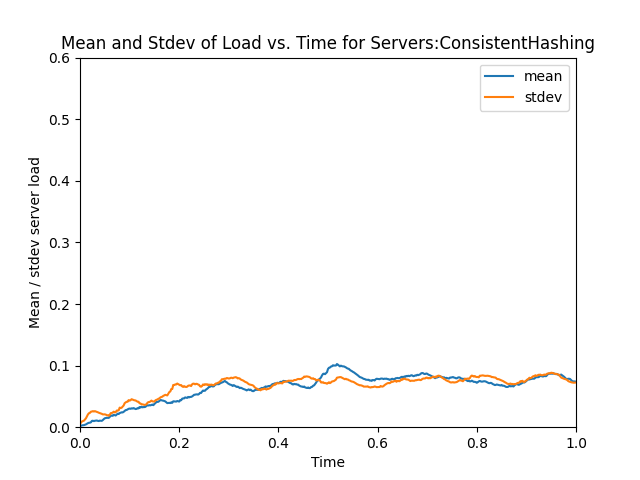 Mean and Stdev of Load vs. Time for Servers:ConsistentHashing
mean
stdev
Mean / stdev server load
0.6
0.5
0.4
0.3
0.2
0.1
0.0
0.0 0.2 0.4 0.6 0.8 1.0
Time